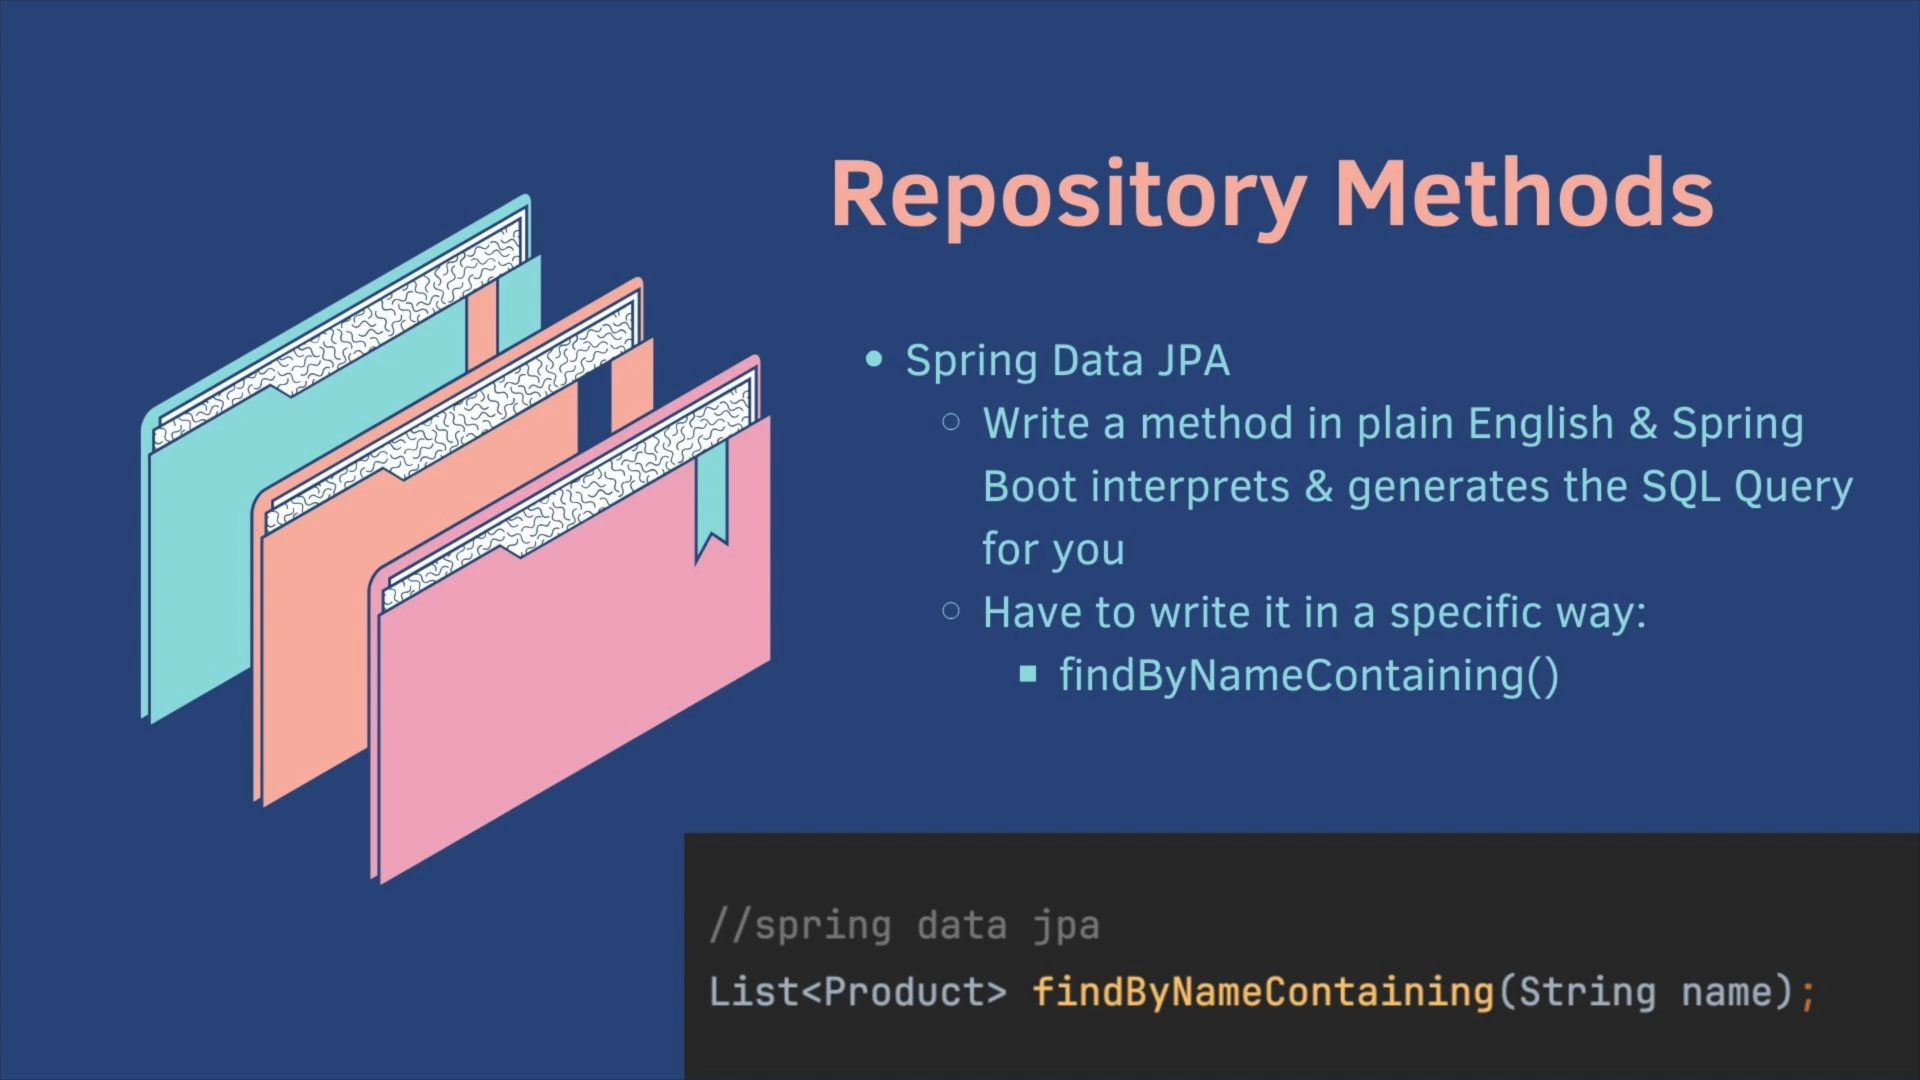 Repository Methods
Spring Data JPA
Write a method in plain English & Spring
Boot interprets & generates the SQL Query
for you
Have to write it in a specific way:
findByNameContaining()
//spring data jpa
List<Product> findByNameContaining(String name);